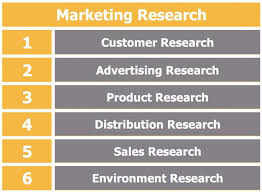 Marketing Research
1 Customer Research
2 Advertising Research
3 Product Research
4 Distribution Research
5 Sales Research
6 Environment Research